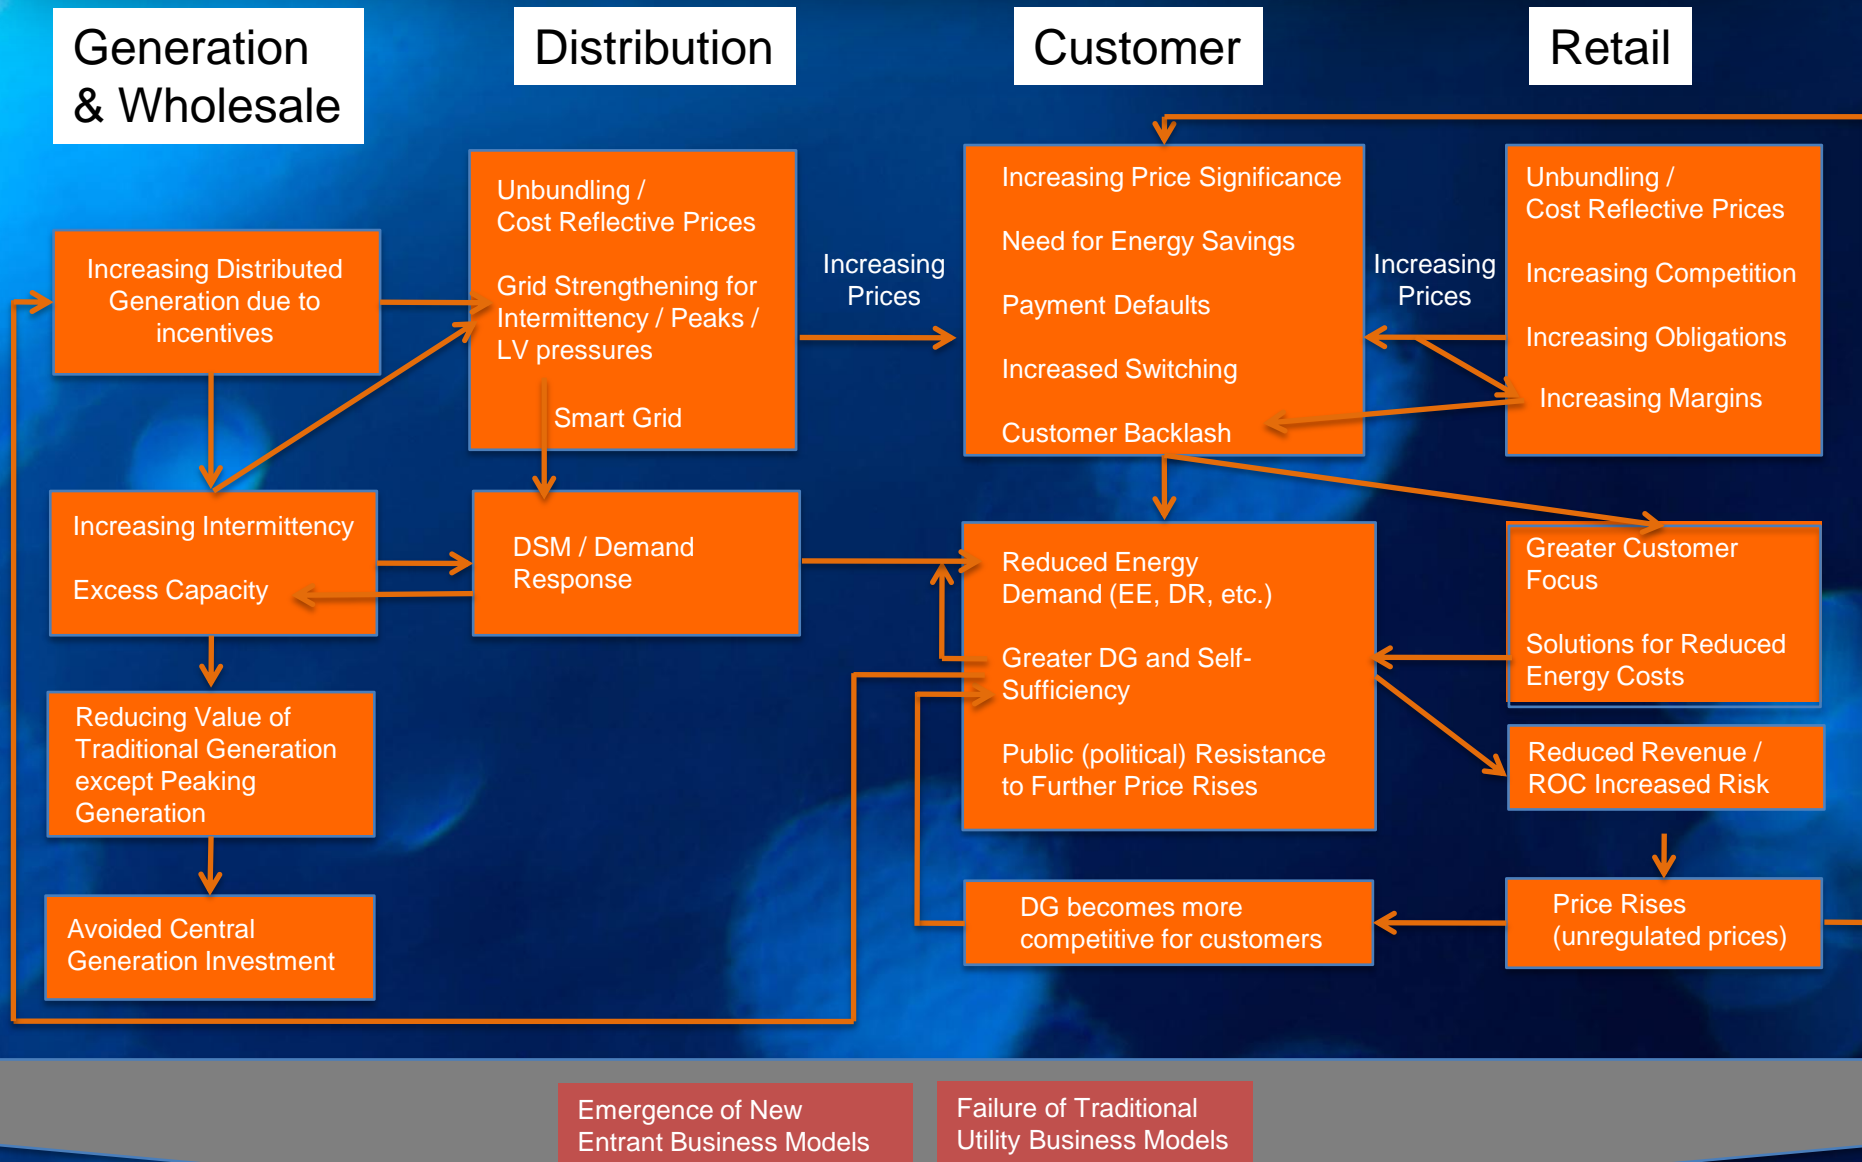 Generation
& Wholesale
Distribution
Customer
Retail
Increasing Distributed
Generation due to
incentives
Increasing Intermittency
Excess Capacity
Reducing Value of
Traditional Generation
except Peaking
Generation
Avoided Central
Generation Investment
Unbundling /
Cost Reflective Prices
Grid Strengthening for
Intermittency / Peaks /
LV pressures
Smart Grid
DSM / Demand
Response
Increasing
Prices
Increasing Price Significance
Need for Energy Savings
Payment Defaults
Increased Switching
Customer Backlash
Reduced Energy
Demand (EE, DR, etc.)
Greater DG and Self-
Sufficiency
Public (political) Resistance
to Further Price Rises
DG becomes more
competitive for customers
Increasing
Prices
Unbundling /
Cost Reflective Prices
Increasing Competition
Increasing Obligations
Increasing Margins
Greater Customer
Focus
Solutions for Reduced
Energy Costs
Reduced Revenue /
ROC Increased Risk
Price Rises
(unregulated prices)
Emergence of New
Entrant Business Models
Failure of Traditional
Utility Business Models